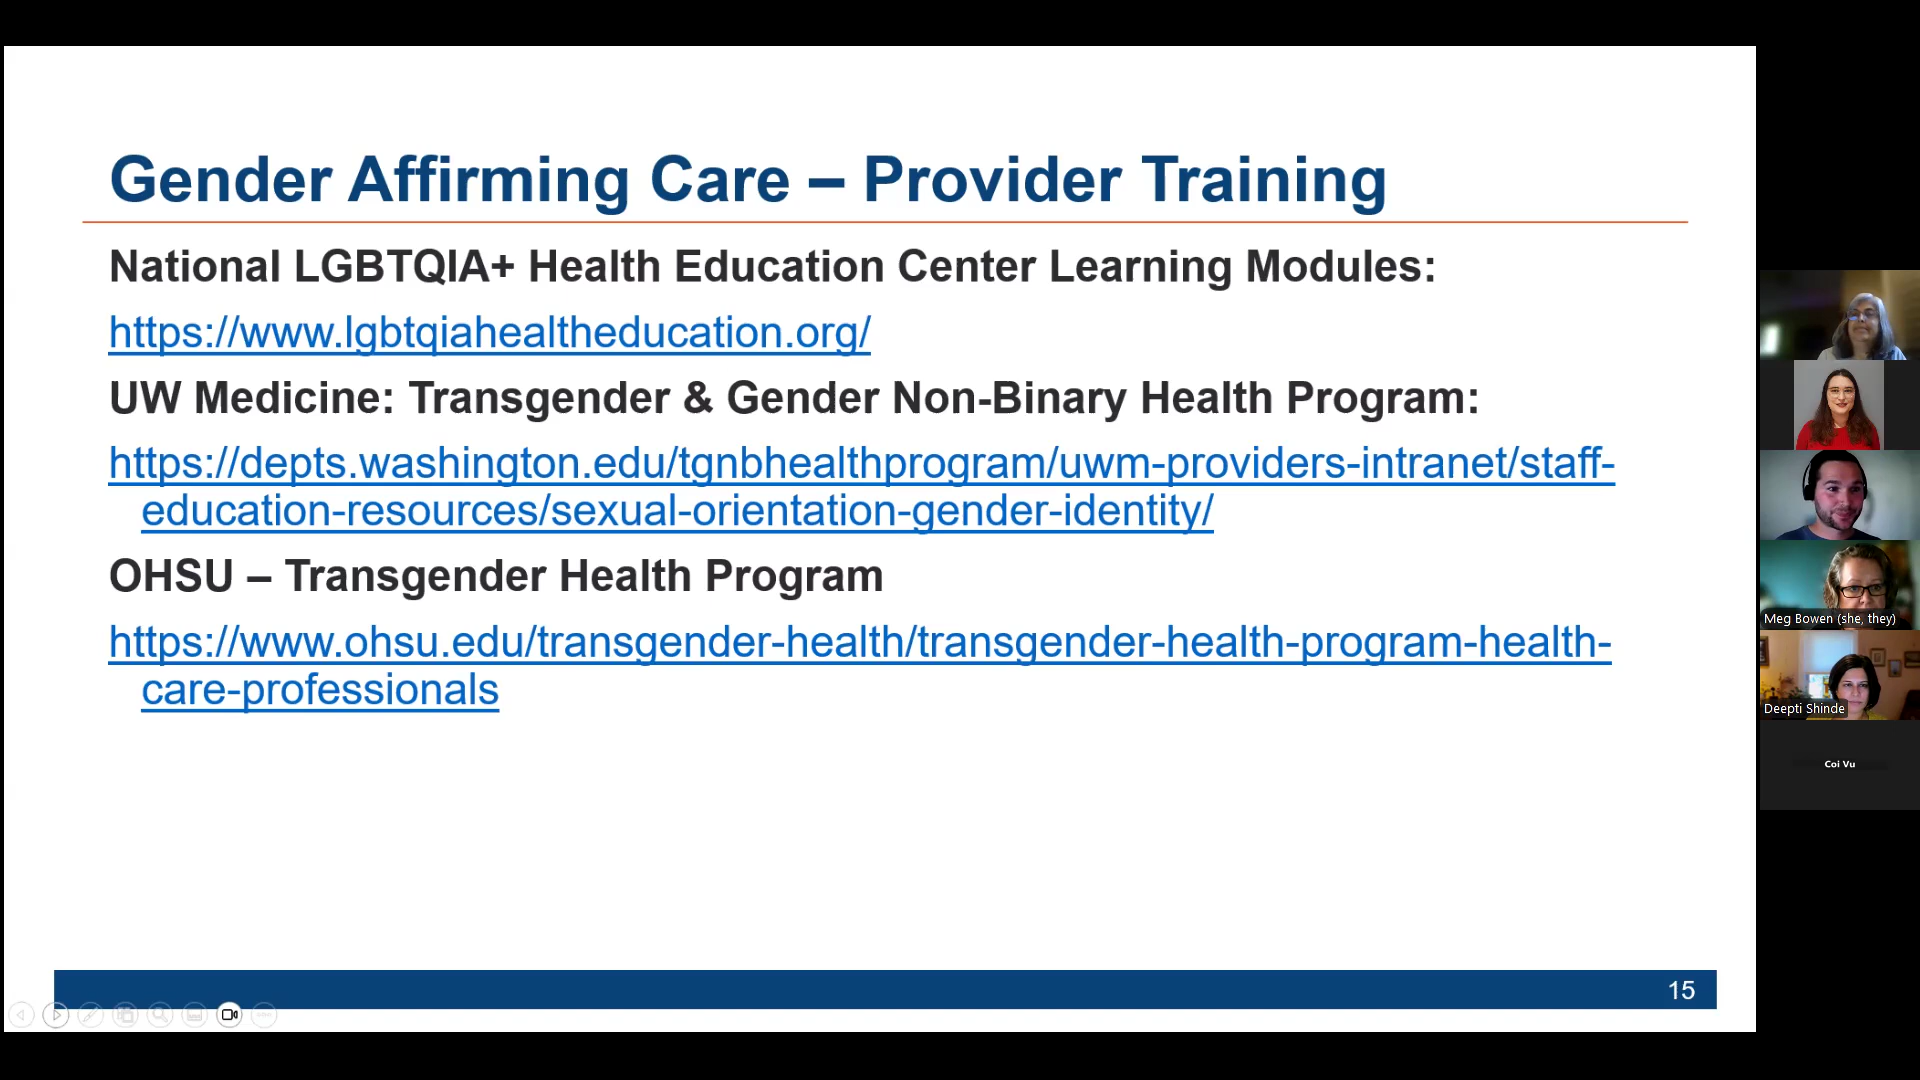 Gender Affirming Care – Provider Training
National LGBTQIA+ Health Education Center Learning Modules:
https://www.lgbtqiahealtheducation.org/
UW Medicine: Transgender & Gender Non-Binary Health Program:
https://depts.washington.edu/tgnbhealthprogram/uwm-providers-intranet/staff-
education-resources/sexual-orientation-gender-identity/
OHSU – Transgender Health Program
https://www.ohsu.edu/transgender-health/transgender-health-program-health-
care-professionals
15
Meg Bowen (she, they)
Deepti Shinde
Coi Vu